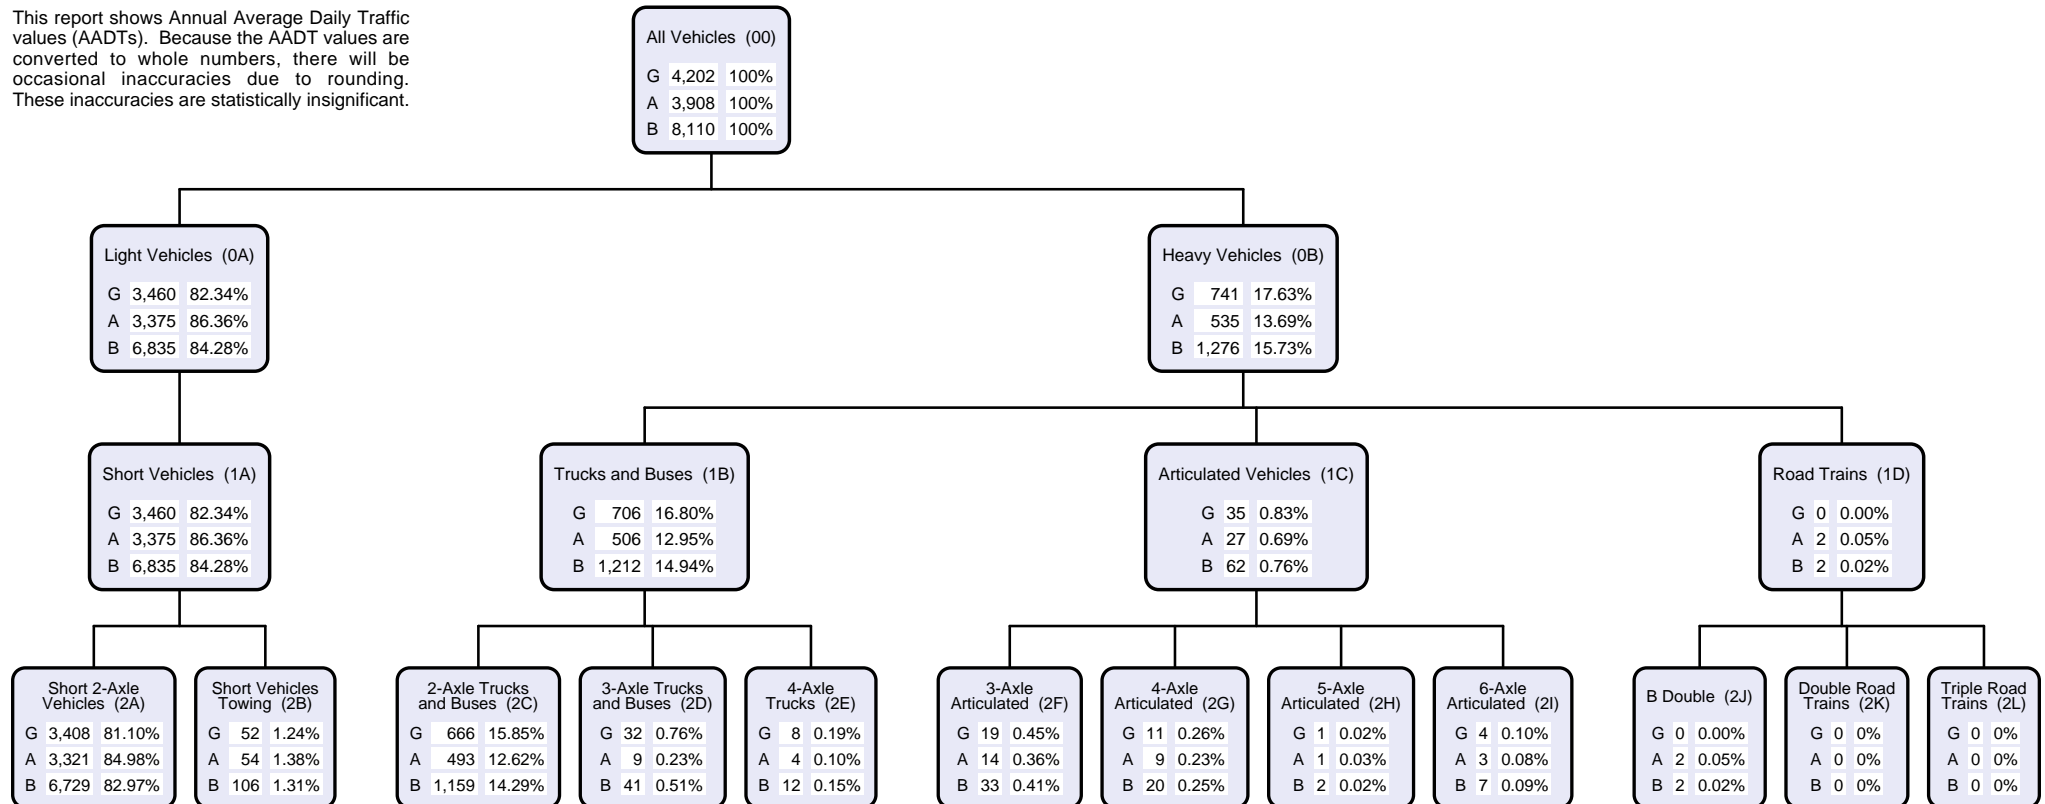 This report shows Annual Average Daily Traffic
values (AADTs). Because the AADT values are
converted to whole numbers, there will be
occasional inaccuracies due to rounding.
These inaccuracies are statistically insignificant.
All Vehicles (00)
G 4,202 100%
A 3,908 100%
B 8,110 100%
Light Vehicles (0A)
G 3,460 82.34%
A 3,375 86.36%
B 6,835 84.28%
Heavy Vehicles (0B)
G 741 17.63%
A 535 13.69%
B 1,276 15.73%
Short Vehicles (1A)
G 3,460 82.34%
A 3,375 86.36%
B 6,835 84.28%
Trucks and Buses (1B)
G 706 16.80%
A 506 12.95%
B 1,212 14.94%
Articulated Vehicles (1C)
G 35 0.83%
A 27 0.69%
B 62 0.76%
Road Trains (1D)
G 0 0.00%
A 2 0.05%
B 2 0.02%
Short 2-Axle
Vehicles (2A)
G 3,408 81.10%
A 3,321 84.98%
B 6,729 82.97%
Short Vehicles
Towing (2B)
G 52 1.24%
A 54 1.38%
B 106 1.31%
2-Axle Trucks
and Buses (2C)
G 666 15.85%
A 493 12.62%
B 1,159 14.29%
3-Axle Trucks
and Buses (2D)
G 32 0.76%
A 9 0.23%
B 41 0.51%
4-Axle
Trucks (2E)
G 8 0.19%
A 4 0.10%
B 12 0.15%
3-Axle
Articulated (2F)
G 19 0.45%
A 14 0.36%
B 33 0.41%
4-Axle
Articulated (2G)
G 11 0.26%
A 9 0.23%
B 20 0.25%
5-Axle
Articulated (2H)
G 1 0.02%
A 1 0.03%
B 2 0.02%
6-Axle
Articulated (2I)
G 4 0.10%
A 3 0.08%
B 7 0.09%
B Double (2J)
G 0 0.00%
A 2 0.05%
B 2 0.02%
Double Road
Trains (2K)
G 0 0%
A 0 0%
B 0 0%
Triple Road
Trains (2L)
G 0 0%
A 0 0%
B 0 0%